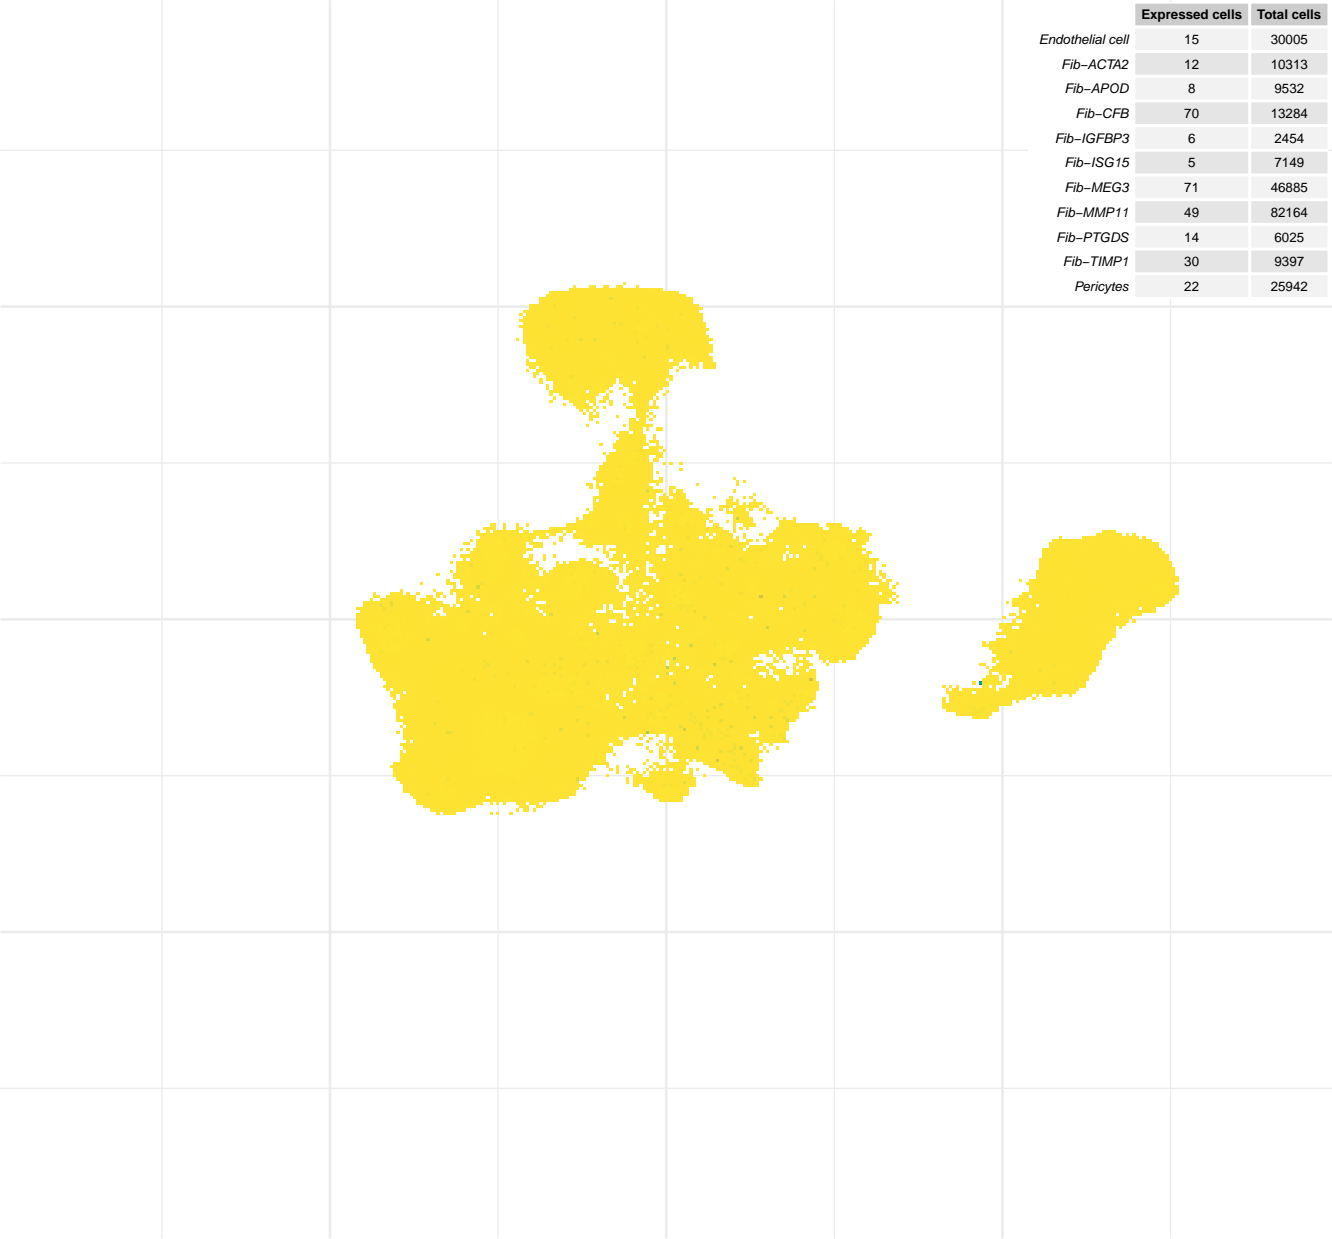 Expressed cells Total cells
Endothelial cell 15 30005
Fib−ACTA2 12 10313
Fib−APOD 8 9532
Fib−CFB 70 13284
Fib−IGFBP3 6 2454
Fib−ISG15 5 7149
Fib−MEG3 71 46885
Fib−MMP11 49 82164
Fib−PTGDS 14 6025
Fib−TIMP1 30 9397
Pericytes 22 25942